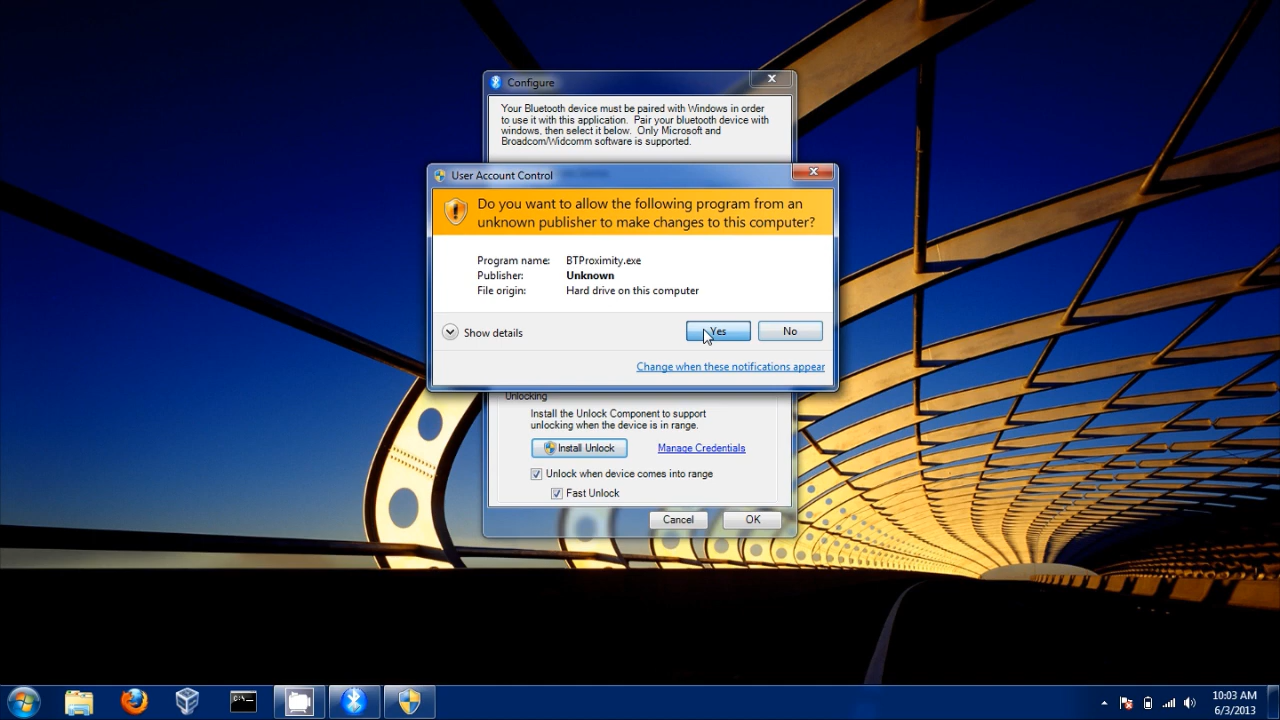 Configure
Your Bluetooth device must be paired with Windows in order
to use it with this application. Pair your bluetooth device with
windows, then select it below. Only Microsoft and
Broadcom/Widcomm software is supported.
User Account Control
Do you want to allow the following program from an
unknown publisher to make changes to this computer?
Program name: BTProximity.exe
Publisher: Unknown
File origin: Hard drive on this computer
Show details
Yes
No
Change when these notifications appear
Unlocking
Install the Unlock Component to support
unlocking when the device is in range.
Install Unlock
Manage Credentials
Unlock when device comes into range
Fast Unlock
Cancel
OK
C:\_
10:03 AM
6/3/2013